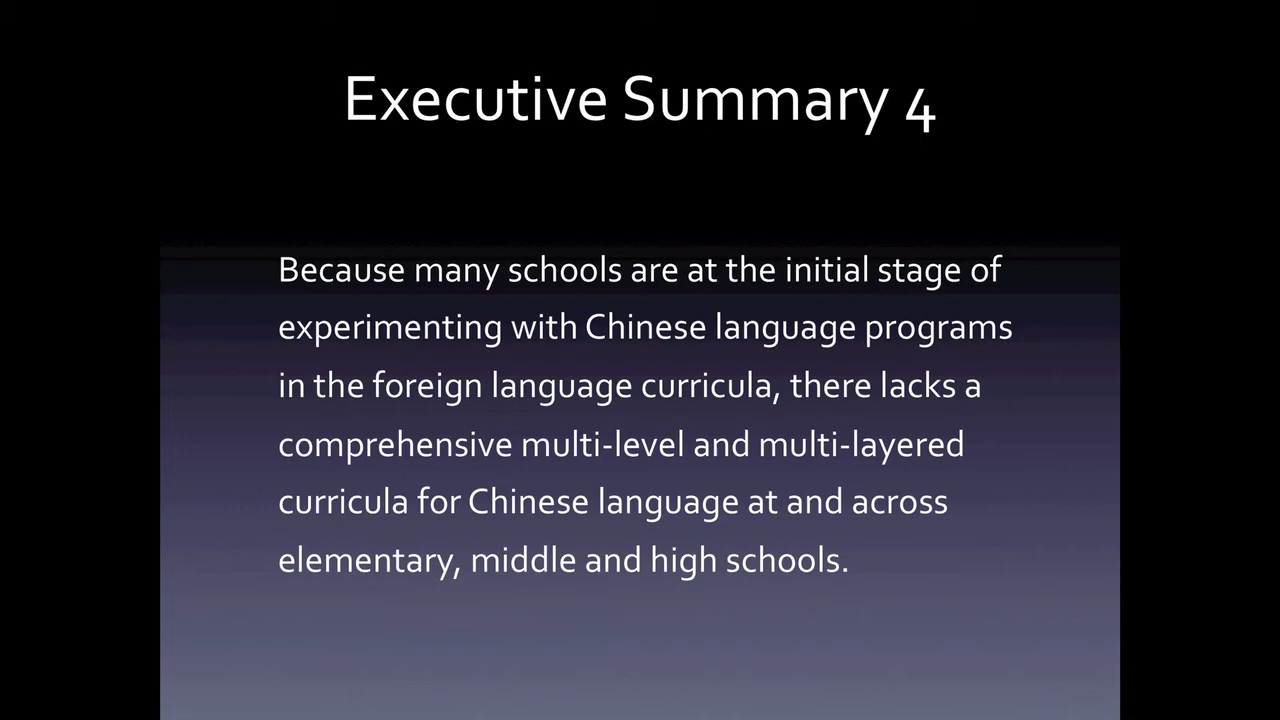 Executive Summary 4
Because many schools are at the initial stage of
experimenting with Chinese language programs
in the foreign language curricula, there lacks a
comprehensive multi-level and multi-layered
curricula for Chinese language at and across
elementary, middle and high schools.